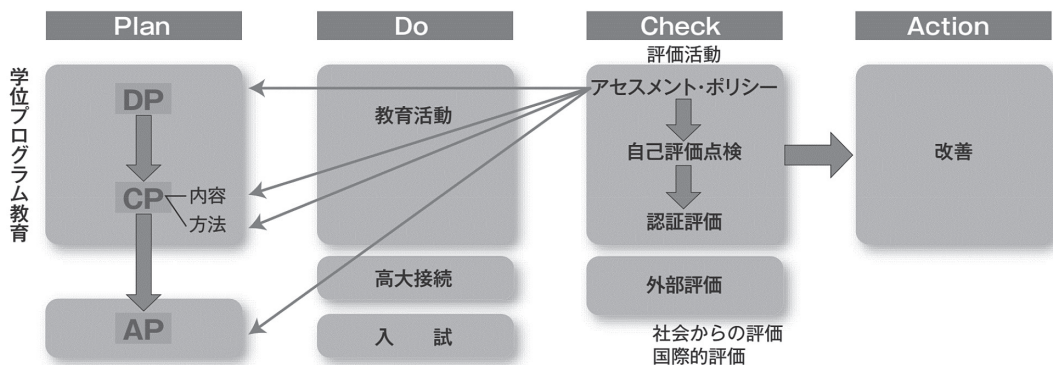 Plan
Do
Check
Action
学位プログラム教育
DP
CP
内容
方法
AP
教育活動
高大接続
入　試
評価活動
アセスメント・ポリシー
自己評価点検
認証評価
外部評価
社会からの評価
国際的評価
改善